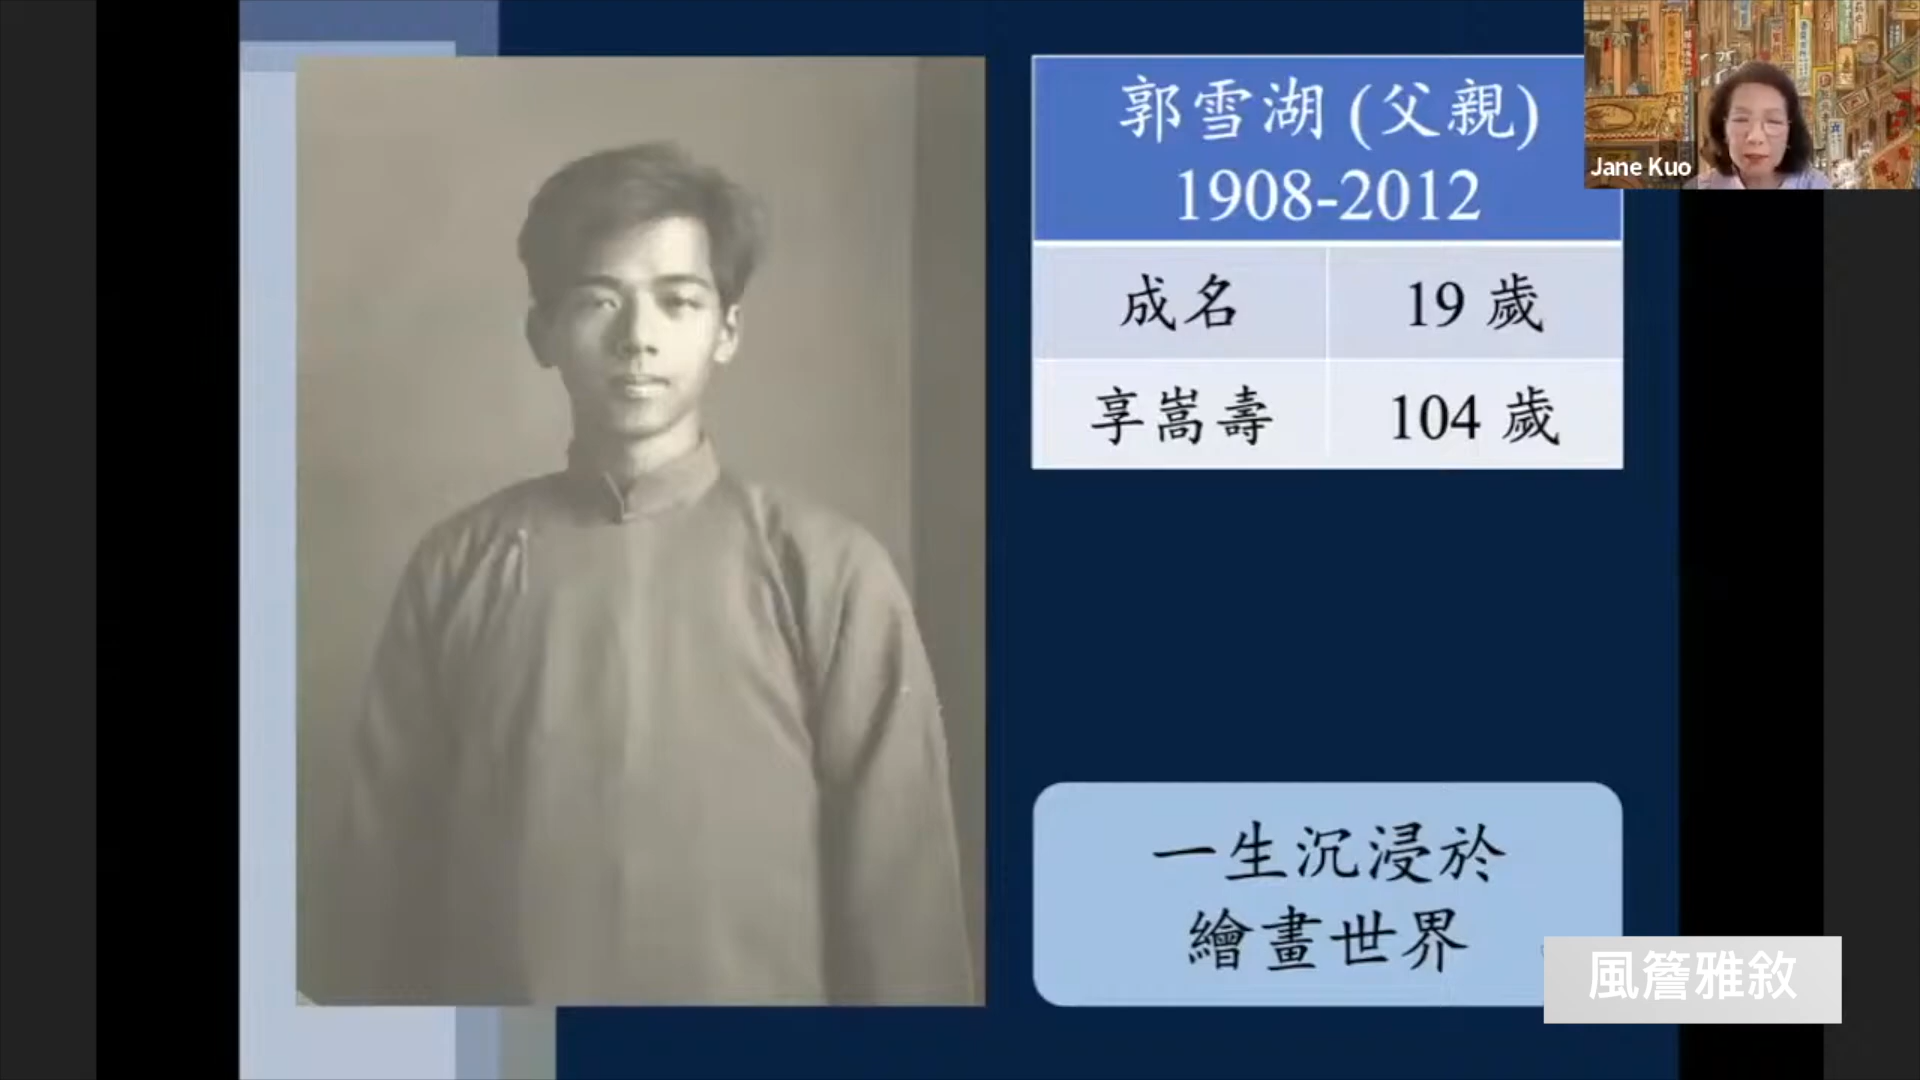 郭雪湖 (父親)
1908-2012
成名
19 歲
享嵩壽
104 歲
一生沉浸於
繪畫世界
Jane Kuo
風簷雅敘